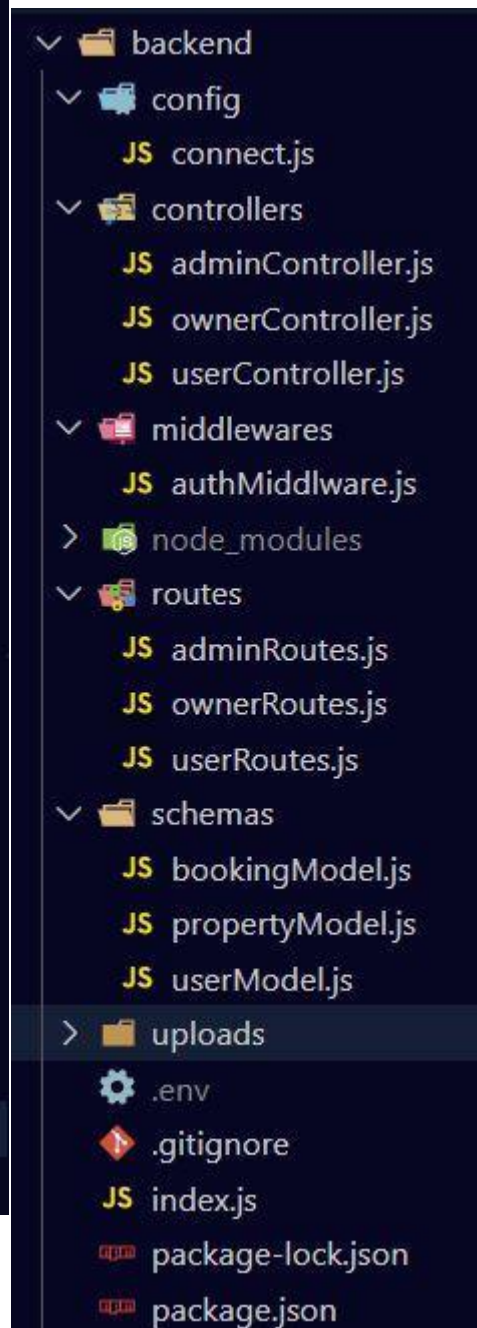 backend
config
JS connect.js
controllers
JS adminController.js
JS ownerController.js
JS userController.js
middlewares
JS authMiddlware.js
node_modules
routes
JS adminRoutes.js
JS ownerRoutes.js
JS userRoutes.js
schemas
JS bookingModel.js
JS propertyModel.js
JS userModel.js
uploads
.env
.gitignore
JS index.js
package-lock.json
package.json